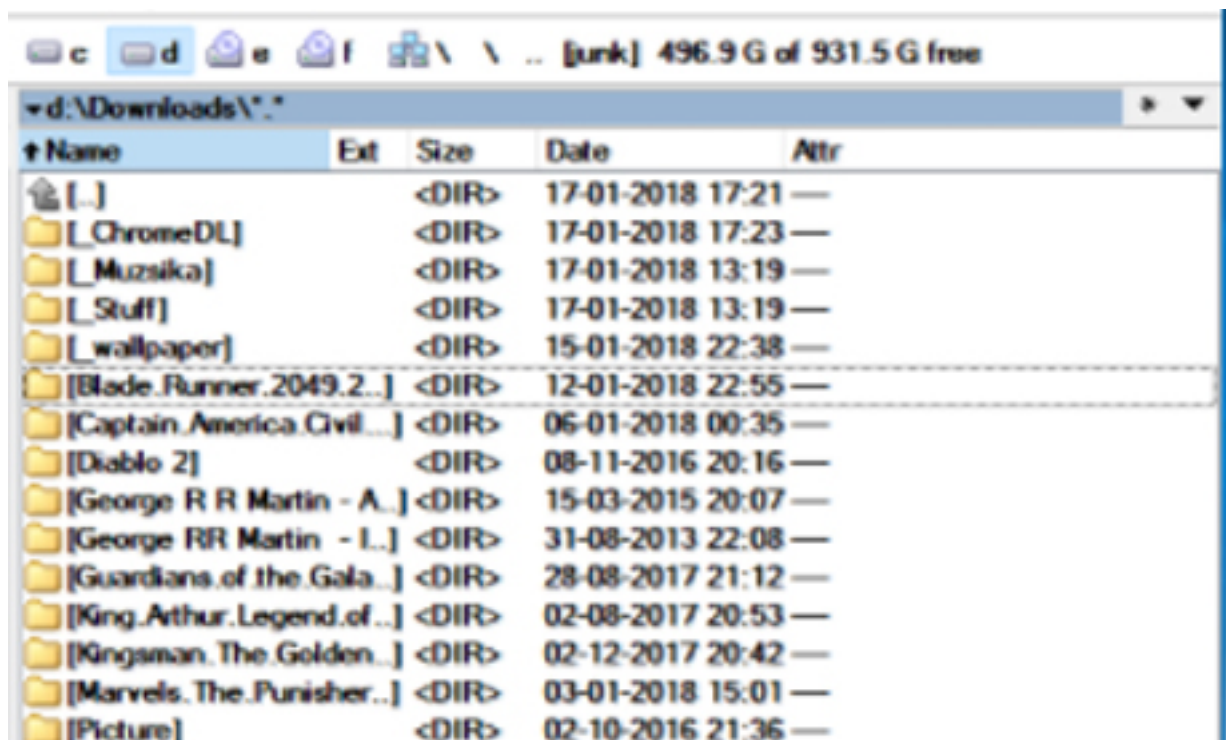 c d e f \ \ .. [junk] 496.9 G of 931.5 G free
d:\Downloads\*.*
Name Ext Size Date Attr
[..] <DIR> 17-01-2018 17:21 —
[_ChromeDL] <DIR> 17-01-2018 17:23 —
[_Muzsika] <DIR> 17-01-2018 13:19 —
[_Stuff] <DIR> 17-01-2018 13:19 —
[_wallpaper] <DIR> 15-01-2018 22:38 —
[Blade.Runner.2049.2..] <DIR> 12-01-2018 22:55 —
[Captain.America.Civil....] <DIR> 06-01-2018 00:35 —
[Diablo 2] <DIR> 08-11-2016 20:16 —
[George R R Martin - A..] <DIR> 15-03-2015 20:07 —
[George RR Martin - I..] <DIR> 31-08-2013 22:08 —
[Guardians.of.the.Gala..] <DIR> 28-08-2017 21:12 —
[King.Arthur.Legend.of..] <DIR> 02-08-2017 20:53 —
[Kingsman.The.Golden..] <DIR> 02-12-2017 20:42 —
[Marvels.The.Punisher..] <DIR> 03-01-2018 15:01 —
[Picture] <DIR> 02-10-2016 21:36 —